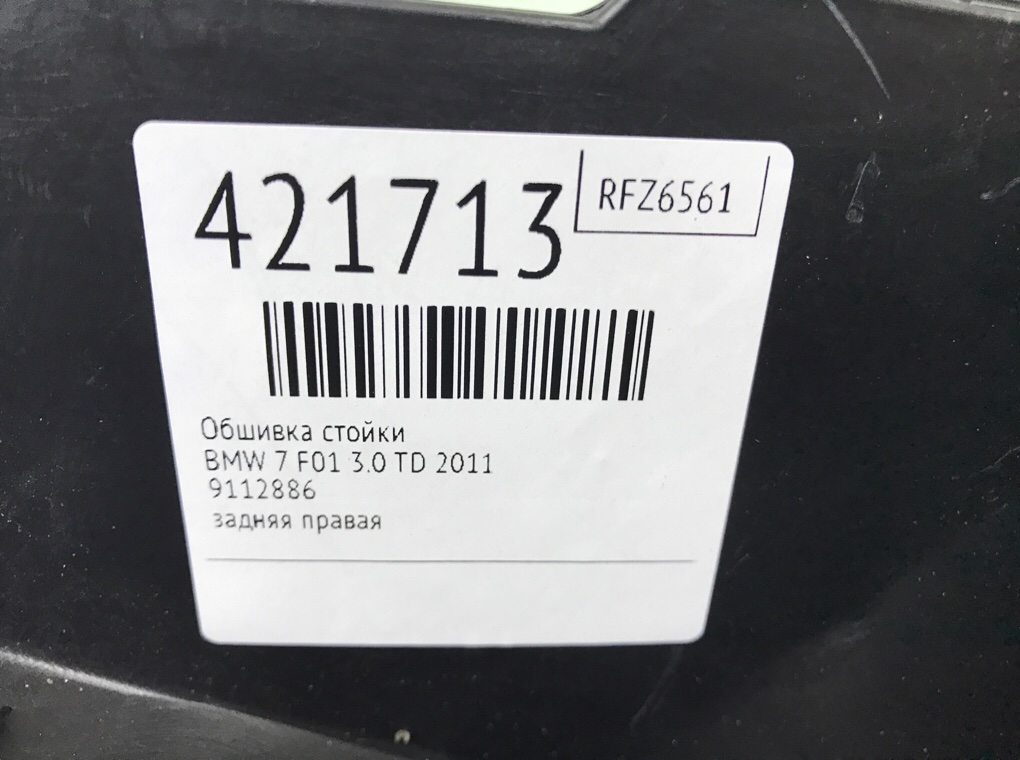 421713
RFZ6561
Обшивка стойки
BMW 7 F01 3.0 TD 2011
9112886
задняя правая